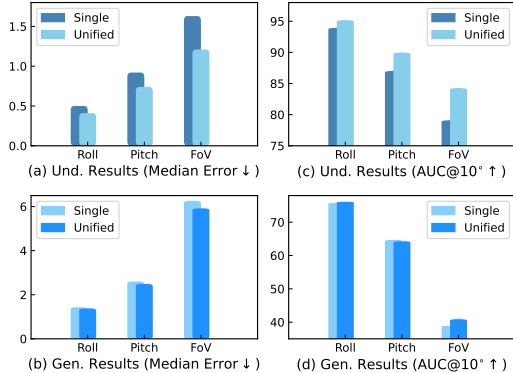 Single
Unified
1.5
1.0
0.5
0.0
Roll Pitch FoV
(a) Und. Results (Median Error ↓)
Single
Unified
95
90
85
80
75
Roll Pitch FoV
(c) Und. Results (AUC@10° ↑)
Single
Unified
6
4
2
0
Roll Pitch FoV
(b) Gen. Results (Median Error ↓)
Single
Unified
70
60
50
40
Roll Pitch FoV
(d) Gen. Results (AUC@10° ↑)